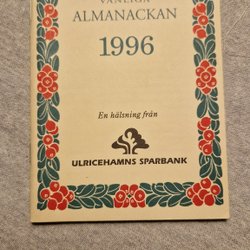 VANLIGA
ALMANACKAN
1996
En hälsning från
ULRICEHAMNS SPARBANK